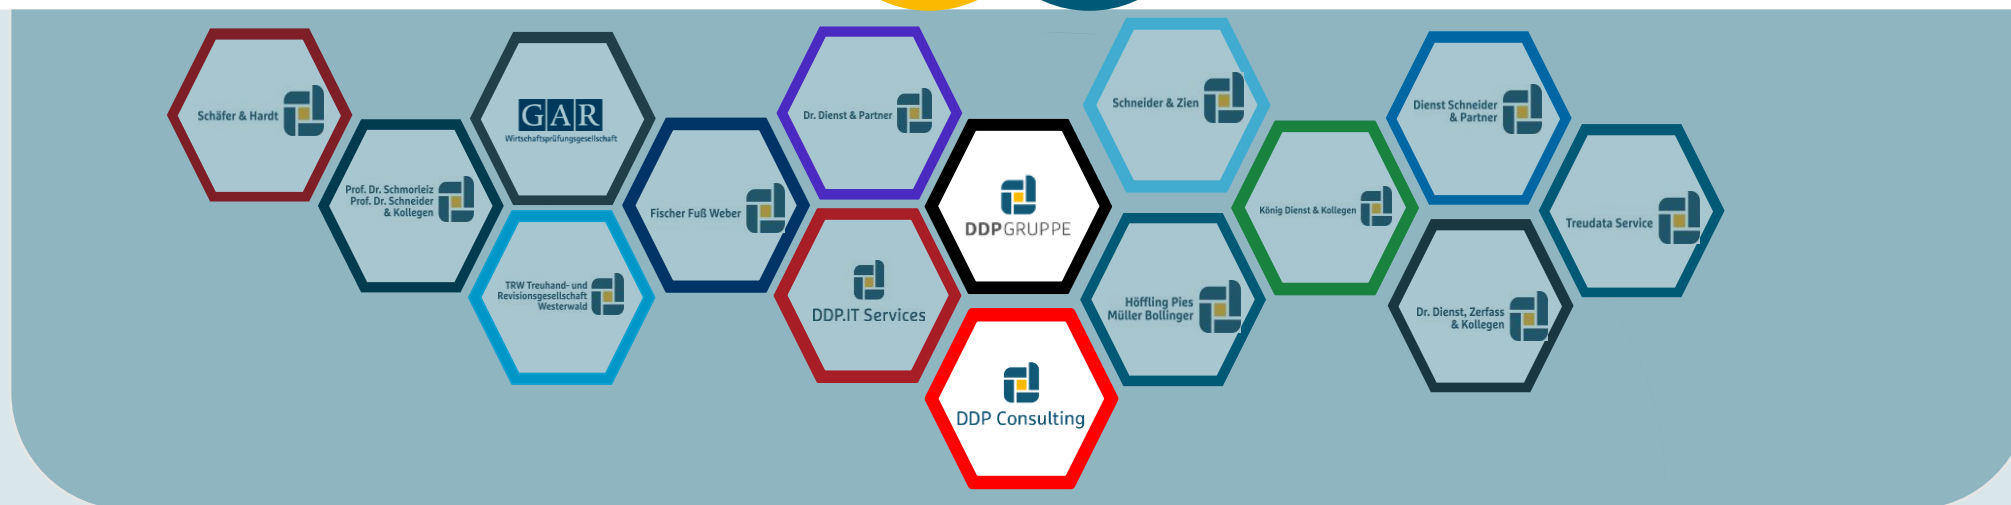 Schäfer & Hardt
Prof. Dr. Schmorleiz
Prof. Dr. Schneider
& Kollegen
GAR
Wirtschaftsprüfungsgesellschaft
TRW Treuhand- und
Revisionsgesellschaft
Westerwald
Fischer Fuß Weber
Dr. Dienst & Partner
DDP.IT Services
DDPGRUPPE
DDP Consulting
Schneider & Zien
Höffling Pies
Müller Bollinger
König Dienst & Kollegen
Dienst Schneider
& Partner
Dr. Dienst, Zerfass
& Kollegen
Treudata Service